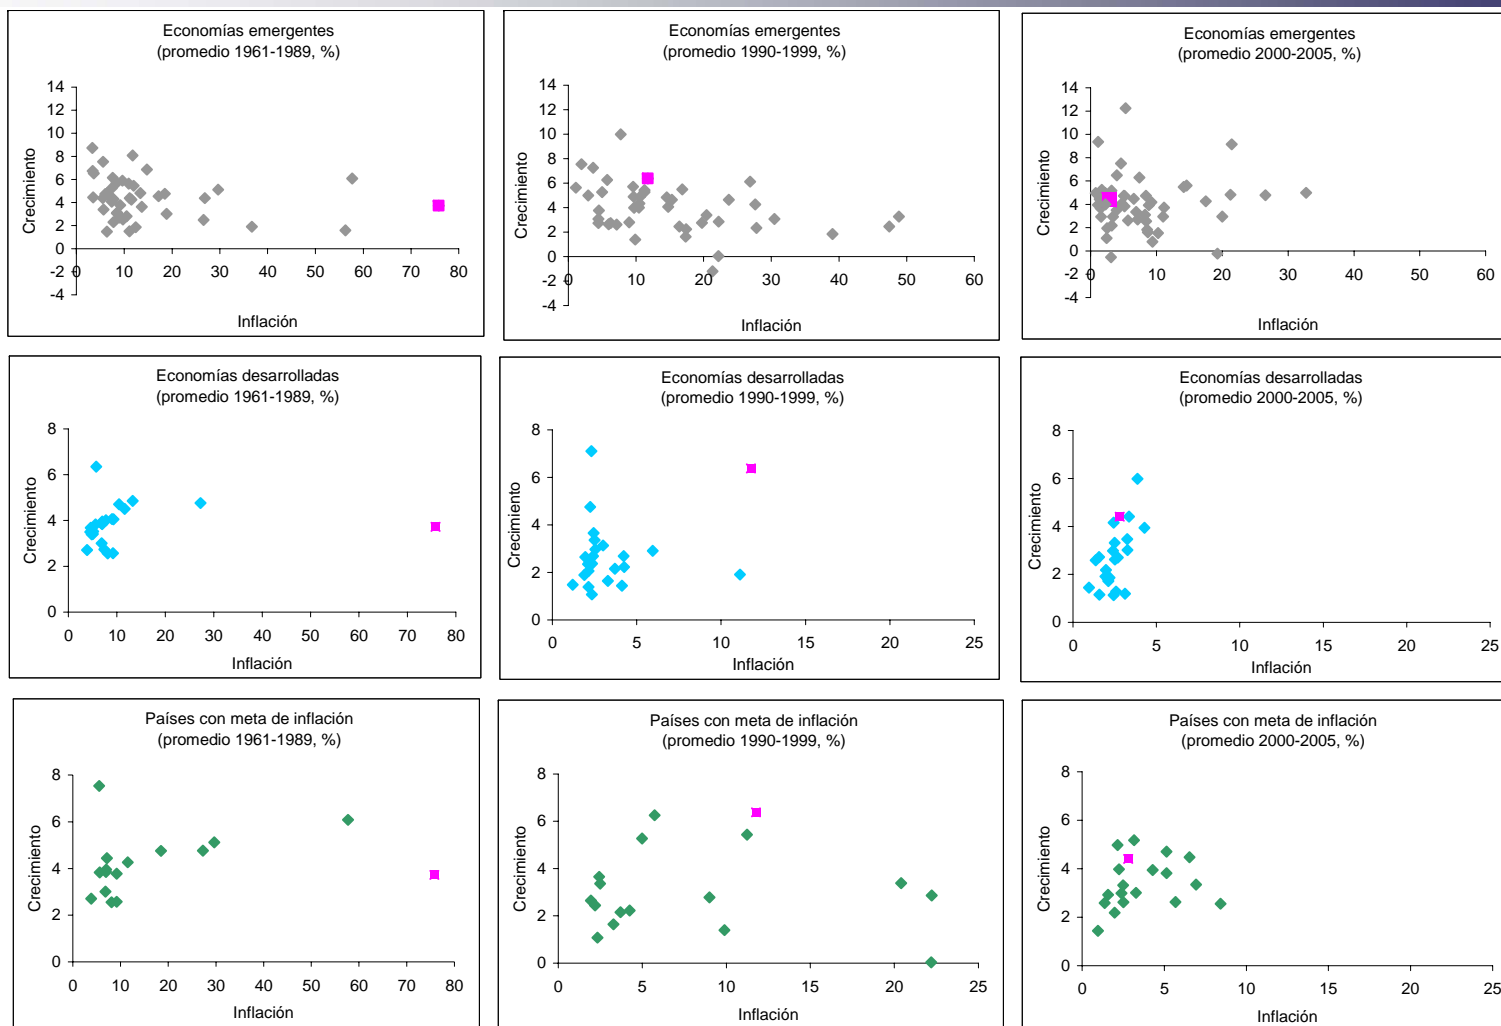 Economías emergentes
(promedio 1961-1989, %)
14
12
10
8
6
4
2
0
-2
-4
0 10 20 30 40 50 60 70 80
Crecimiento
Inflación
Economías emergentes
(promedio 1990-1999, %)
14
12
10
8
6
4
2
0
-2
-4
0 10 20 30 40 50 60
Crecimiento
Inflación
Economías emergentes
(promedio 2000-2005, %)
14
12
10
8
6
4
2
0
-2
-4
0 10 20 30 40 50 60
Crecimiento
Inflación
Economías desarrolladas
(promedio 1961-1989, %)
8
6
4
2
0
0 10 20 30 40 50 60 70 80
Crecimiento
Inflación
Economías desarrolladas
(promedio 1990-1999, %)
8
6
4
2
0
0 5 10 15 20 25
Crecimiento
Inflación
Economías desarrolladas
(promedio 2000-2005, %)
8
6
4
2
0
0 5 10 15 20 25
Crecimiento
Inflación
Países con meta de inflación
(promedio 1961-1989, %)
8
6
4
2
0
0 10 20 30 40 50 60 70 80
Crecimiento
Inflación
Países con meta de inflación
(promedio 1990-1999, %)
8
6
4
2
0
0 5 10 15 20 25
Crecimiento
Inflación
Países con meta de inflación
(promedio 2000-2005, %)
8
6
4
2
0
0 5 10 15 20 25
Crecimiento
Inflación